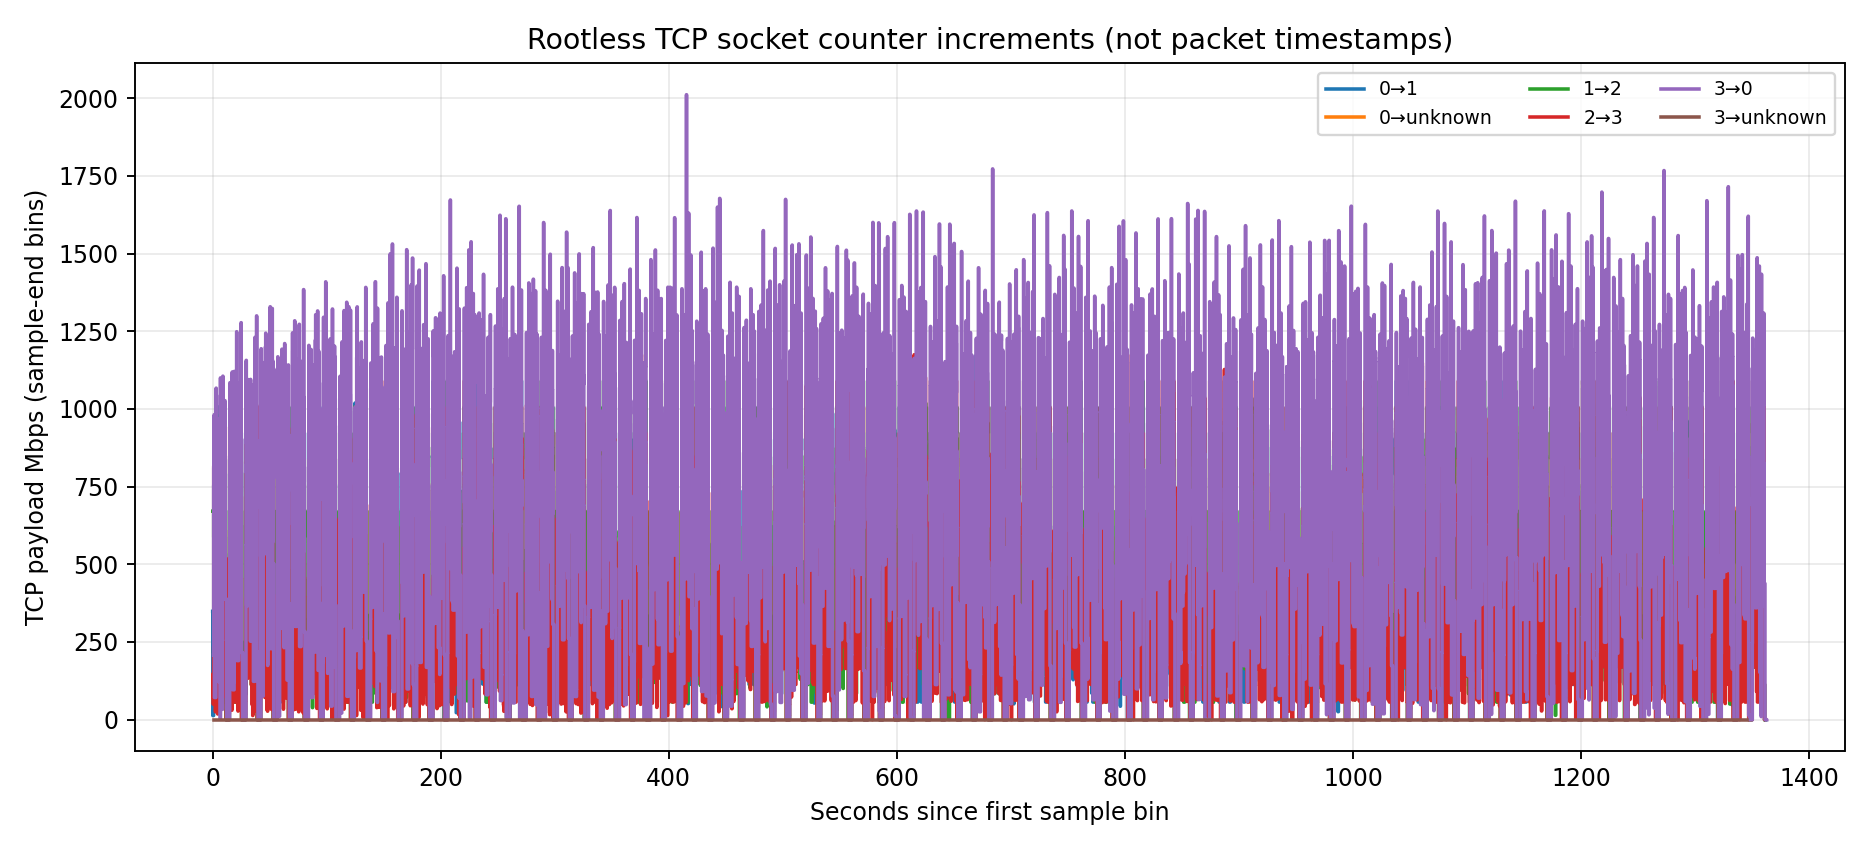 Rootless TCP socket counter increments (not packet timestamps)
0→1
0→unknown
1→2
2→3
3→0
3→unknown
TCP payload Mbps (sample-end bins)
2000
1750
1500
1250
1000
750
500
250
0
0 200 400 600 800 1000 1200 1400
Seconds since first sample bin